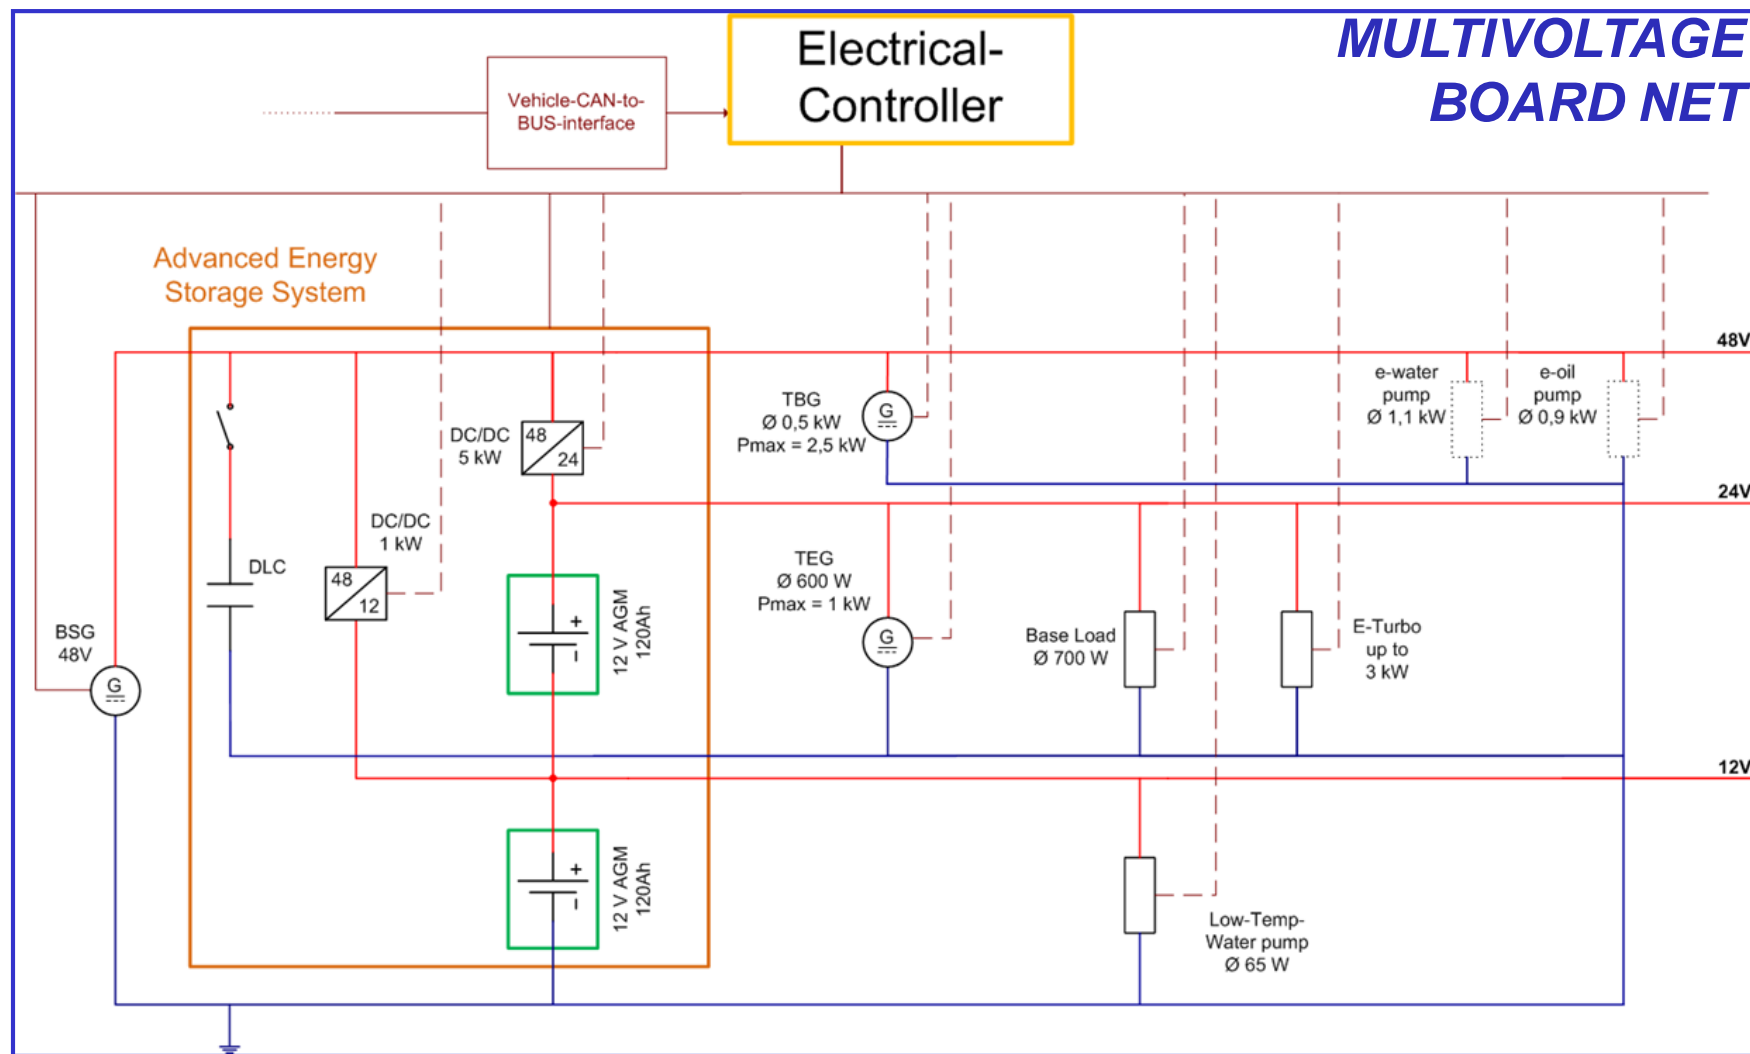 MULTIVOLTAGE
BOARD NET
Electrical-
Controller
Vehicle-CAN-to-
BUS-interface
Advanced Energy
Storage System
48V
e-water
pump
Ø 1,1 kW
e-oil
pump
Ø 0,9 kW
TBG
Ø 0,5 kW
Pmax = 2,5 kW
G
DC/DC
5 kW
48
24
24V
DC/DC
1 kW
48
12
DLC
12 V AGM
120Ah
+
–
TEG
Ø 600 W
Pmax = 1 kW
G
Base Load
Ø 700 W
E-Turbo
up to
3 kW
BSG
48V
G
12V
12 V AGM
120Ah
+
–
Low-Temp-
Water pump
Ø 65 W